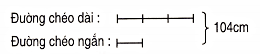 Đường chéo dài :
104cm
Đường chéo ngắn :